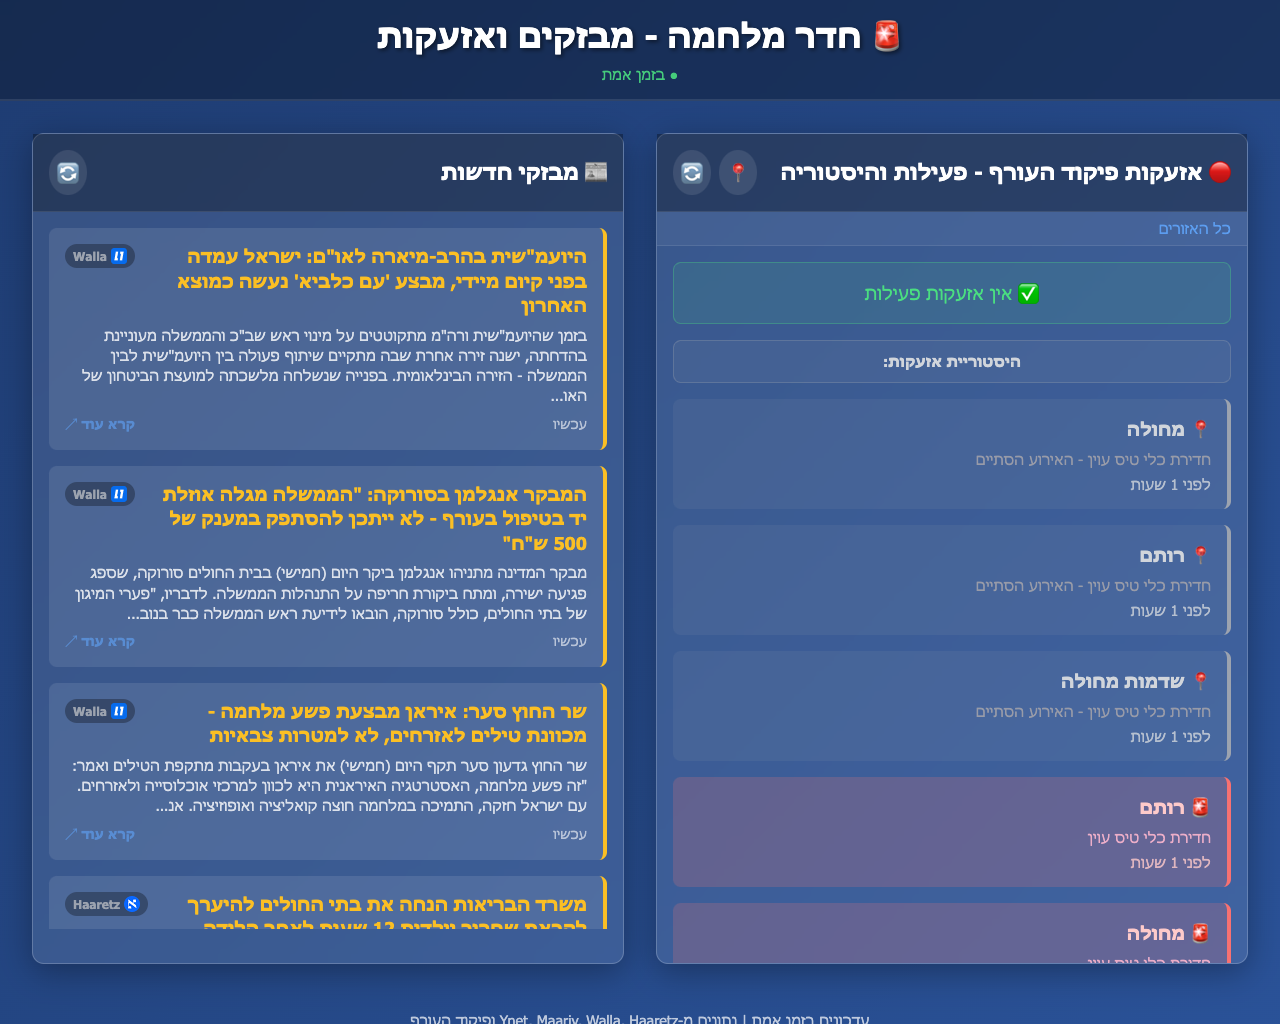 🚨 חדר מלחמה - מבזקים ואזעקות
● בזמן אמת
🔴 אזעקות פיקוד העורף - פעילות והיסטוריה
כל האזורים
✅ אין אזעקות פעילות
היסטוריית אזעקות:
📍 מחולה
חדירת כלי טיס עוין - האירוע הסתיים
לפני 1 שעות
📍 רותם
חדירת כלי טיס עוין - האירוע הסתיים
לפני 1 שעות
📍 שדמות מחולה
חדירת כלי טיס עוין - האירוע הסתיים
לפני 1 שעות
🚨 רותם
חדירת כלי טיס עוין
לפני 1 שעות
🚨 מחולה
חדירת כלי טיס עוין
📰 מבזקי חדשות
היועמ"שית בהרב-מיארה לאו"ם: ישראל עמדה
בפני קיום מיידי, מבצע 'עם כלביא' נעשה כמוצא
האחרון
Walla
בזמן שהיועמ"שית ורה"מ מתקוטטים על מינוי ראש שב"כ והממשלה מעוניינת
בהדחתה, ישנה זירה אחרת שבה מתקיים שיתוף פעולה בין היועמ"שית לבין
הממשלה - הזירה הבינלאומית. בפנייה שנשלחה מלשכתה למועצת הביטחון של
האו...
עכשיו
קרא עוד ↗
המבקר אנגלמן בסורוקה: "הממשלה מגלה אוזלת
יד בטיפול בעורף - לא ייתכן להסתפק במענק של
500 ש"ח"
Walla
מבקר המדינה מתניהו אנגלמן ביקר היום (חמישי) בבית החולים סורוקה, שספג
פגיעה ישירה, ומתח ביקורת חריפה על התנהלות הממשלה. לדבריו, "פערי המיגון
של בתי החולים, כולל סורוקה, הובאו לידיעת ראש הממשלה כבר בנוב...
עכשיו
קרא עוד ↗
שר החוץ סער: איראן מבצעת פשע מלחמה -
מכוונת טילים לאזרחים, לא למטרות צבאיות
Walla
שר החוץ גדעון סער תקף היום (חמישי) את איראן בעקבות מתקפת הטילים ואמר:
"זה פשע מלחמה, האסטרטגיה האיראנית היא לכוון למרכזי אוכלוסייה ולאזרחים.
עם ישראל חזקה, התמיכה במלחמה חוצה קואליציה ואופוזיציה. אנ...
עכשיו
קרא עוד ↗
משרד הבריאות הנחה את בתי החולים להיערך
לקראת שחרור יולדות 12 שעות לאחר הלידה
Haaretz
עדכונים בזמן אמת | נתונים מ-Ynet, Maariv, Walla, Haaretz ופיקוד העורף